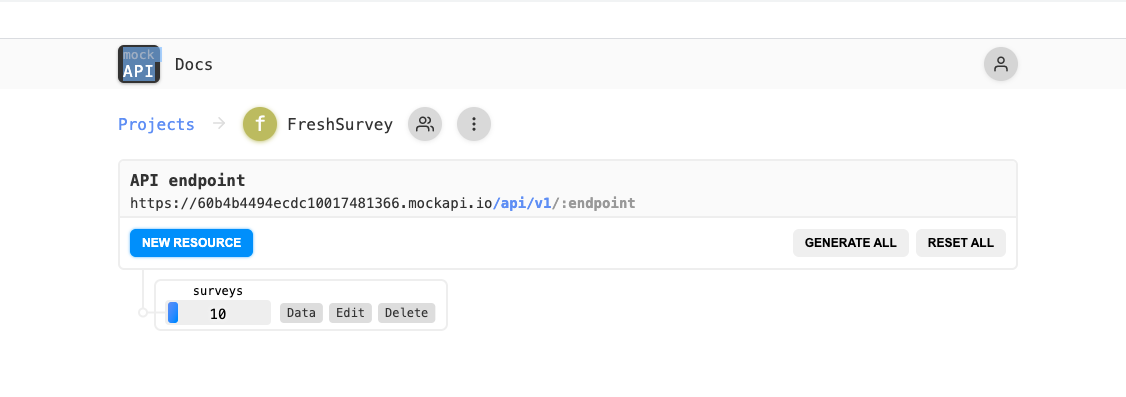 mock
API
Docs
Projects
f
FreshSurvey
API endpoint
https://60b4b4494ecdc10017481366.mockapi.io/api/v1/:endpoint
NEW RESOURCE
GENERATE ALL
RESET ALL
surveys
10
Data
Edit
Delete